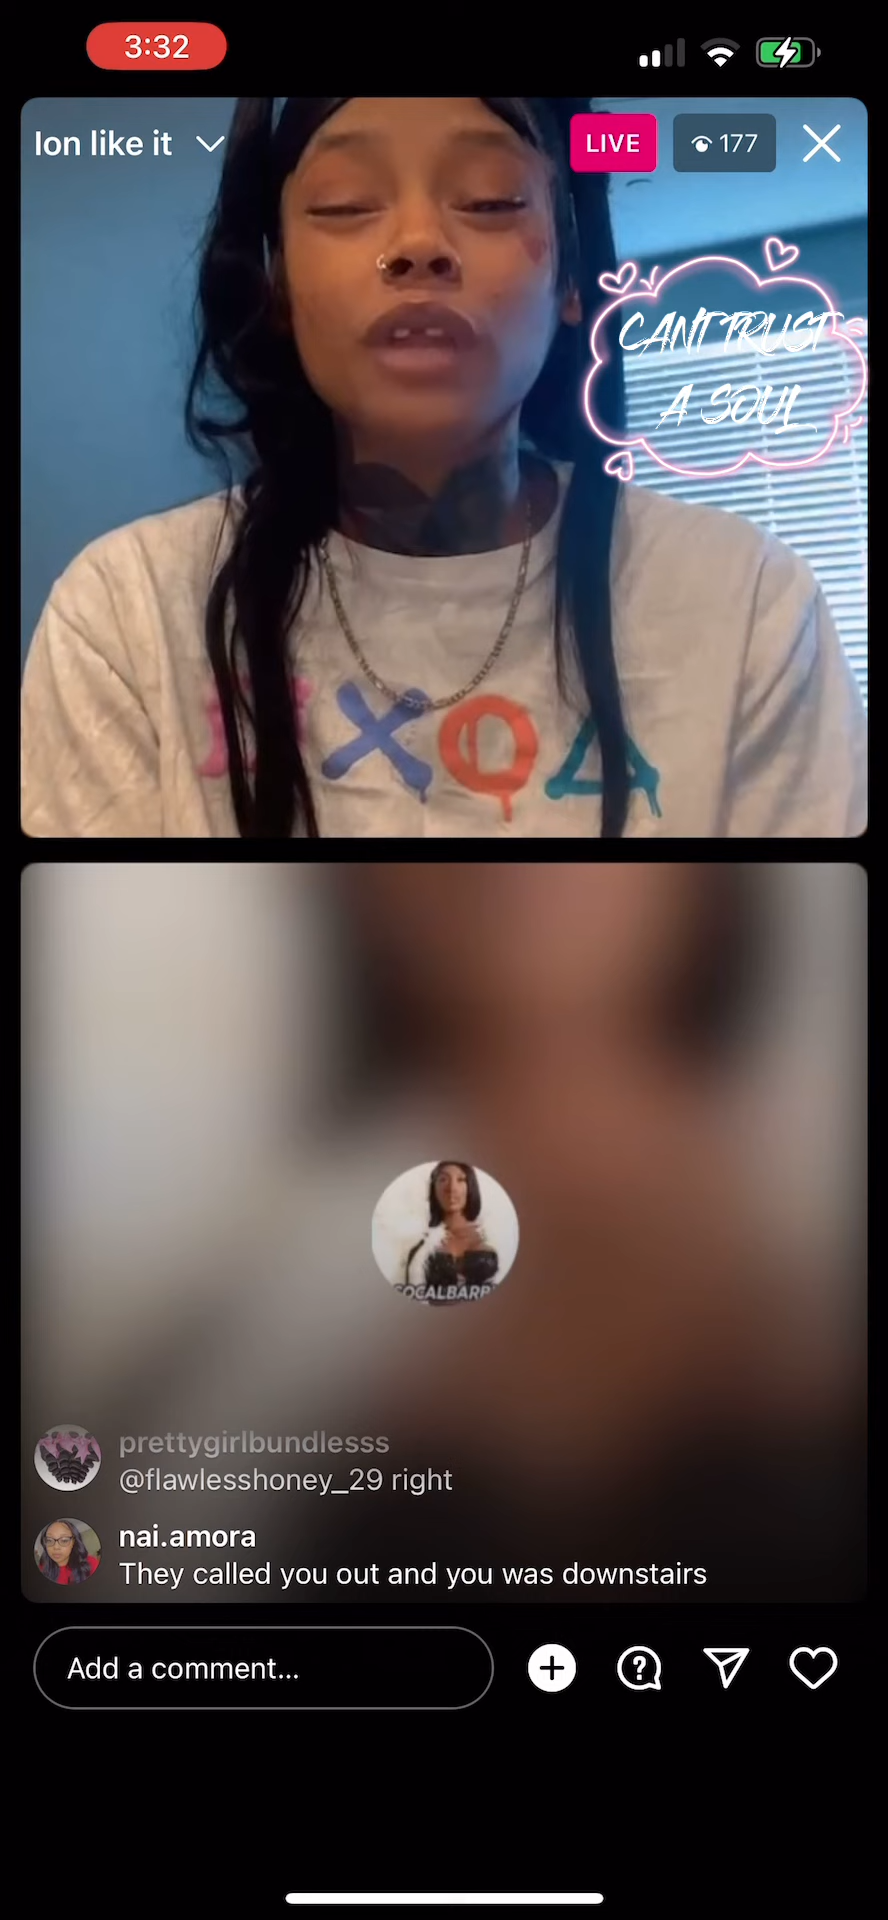 3:32
Ion like it
LIVE
177
CANT TRUST
A SOUL
prettygirlbundlesss
@flawlesshoney_29 right
nai.amora
They called you out and you was downstairs
Add a comment...